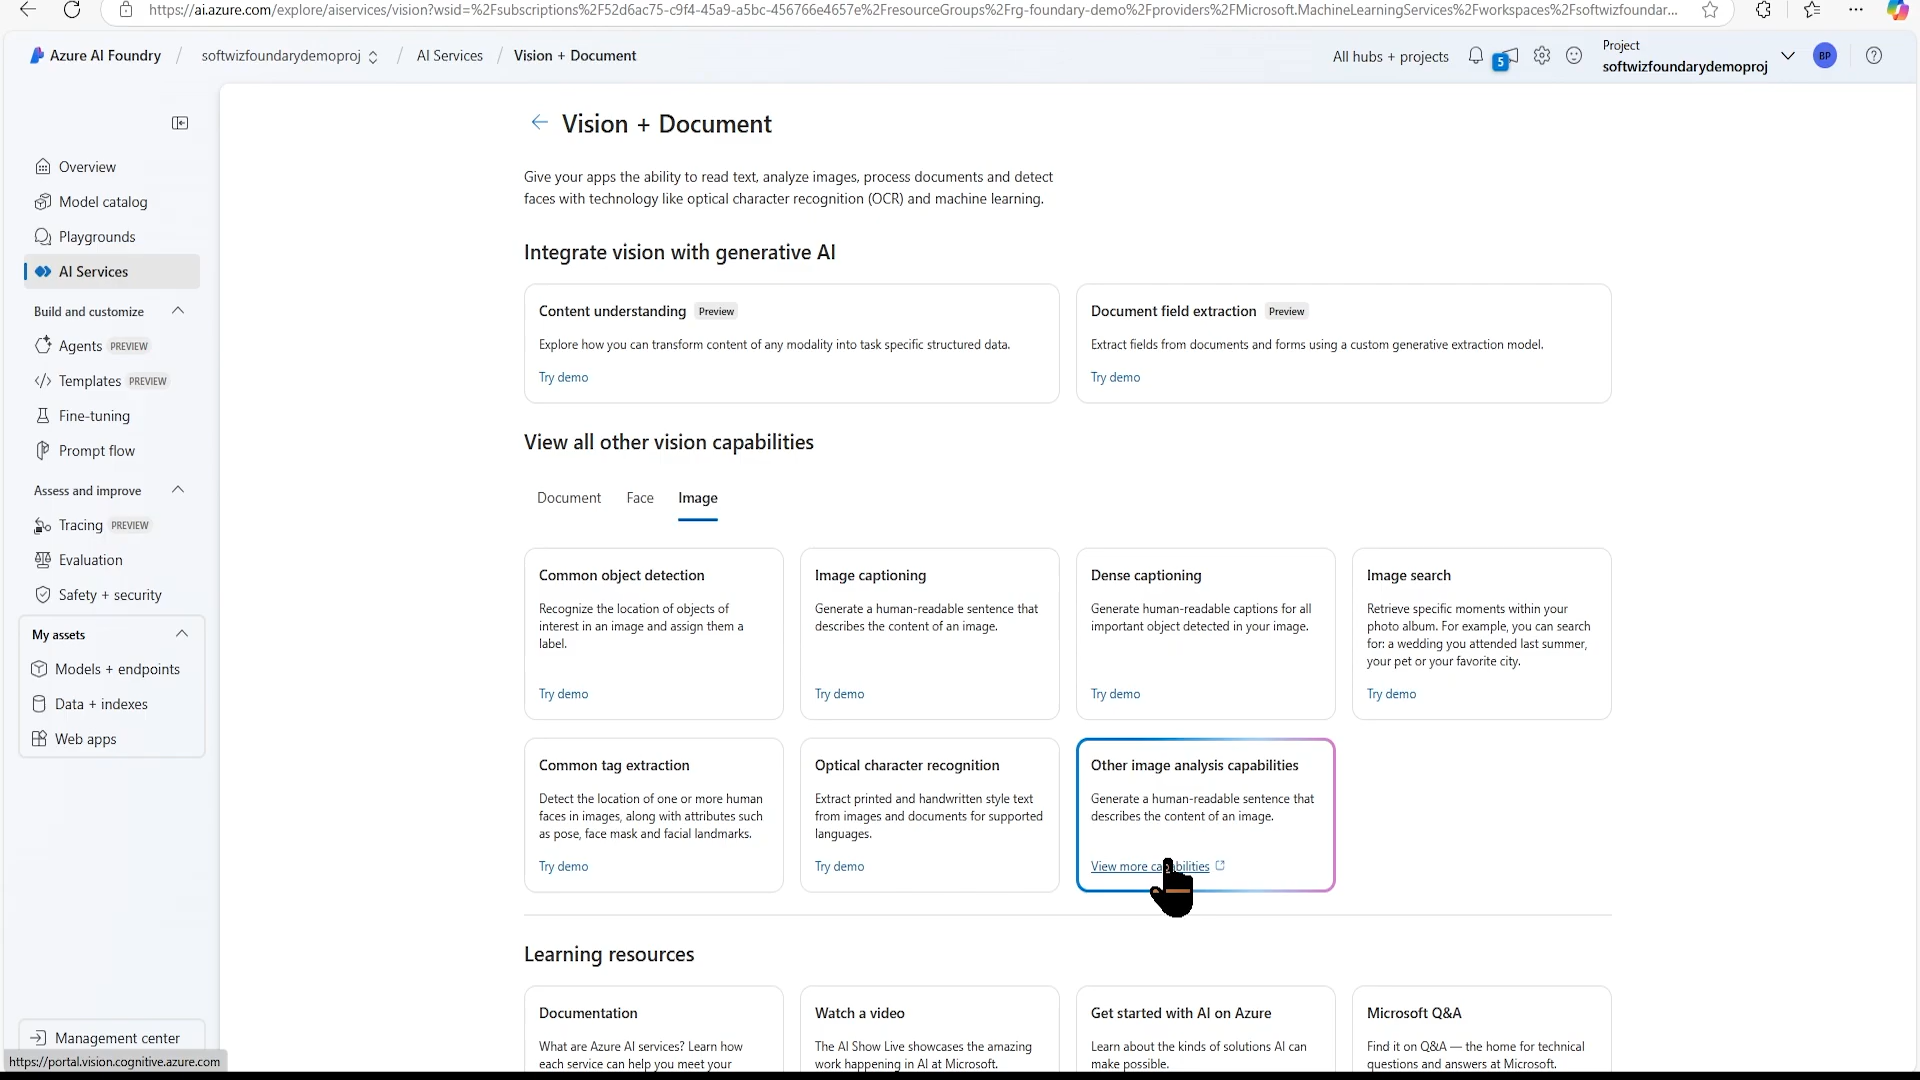 https://ai.azure.com/explore/aiservices/vision?wsid=%2Fsubscriptions%2F52d6ac75-c9f4-45a9-a5bc-456766e4657e%2FresourceGroups%2Frg-foundary-demo%2Fproviders%2FMicrosoft.MachineLearningServices%2Fworkspaces%2Fsoftwizfoundar...
Azure AI Foundry / softwizfoundarydemoproj / AI Services / Vision + Document
All hubs + projects
5
Project
softwizfoundarydemoproj
BP
Overview
Model catalog
Playgrounds
AI Services
Build and customize
Agents PREVIEW
Templates PREVIEW
Fine-tuning
Prompt flow
Assess and improve
Tracing PREVIEW
Evaluation
Safety + security
My assets
Models + endpoints
Data + indexes
Web apps
Management center
https://portal.vision.cognitive.azure.com
Vision + Document
Give your apps the ability to read text, analyze images, process documents and detect
faces with technology like optical character recognition (OCR) and machine learning.
Integrate vision with generative AI
Content understanding Preview
Explore how you can transform content of any modality into task specific structured data.
Try demo
Document field extraction Preview
Extract fields from documents and forms using a custom generative extraction model.
Try demo
View all other vision capabilities
Document Face Image
Common object detection
Recognize the location of objects of
interest in an image and assign them a
label.
Try demo
Image captioning
Generate a human-readable sentence that
describes the content of an image.
Try demo
Dense captioning
Generate human-readable captions for all
important object detected in your image.
Try demo
Image search
Retrieve specific moments within your
photo album. For example, you can search
for: a wedding you attended last summer,
your pet or your favorite city.
Try demo
Common tag extraction
Detect the location of one or more human
faces in images, along with attributes such
as pose, face mask and facial landmarks.
Try demo
Optical character recognition
Extract printed and handwritten style text
from images and documents for supported
languages.
Try demo
Other image analysis capabilities
Generate a human-readable sentence that
describes the content of an image.
View more capabilities
Learning resources
Documentation
What are Azure AI services? Learn how
each service can help you meet your
Watch a video
The AI Show Live showcases the amazing
work happening in AI at Microsoft.
Get started with AI on Azure
Learn about the kinds of solutions AI can
make possible.
Microsoft Q&A
Find it on Q&A — the home for technical
questions and answers at Microsoft.